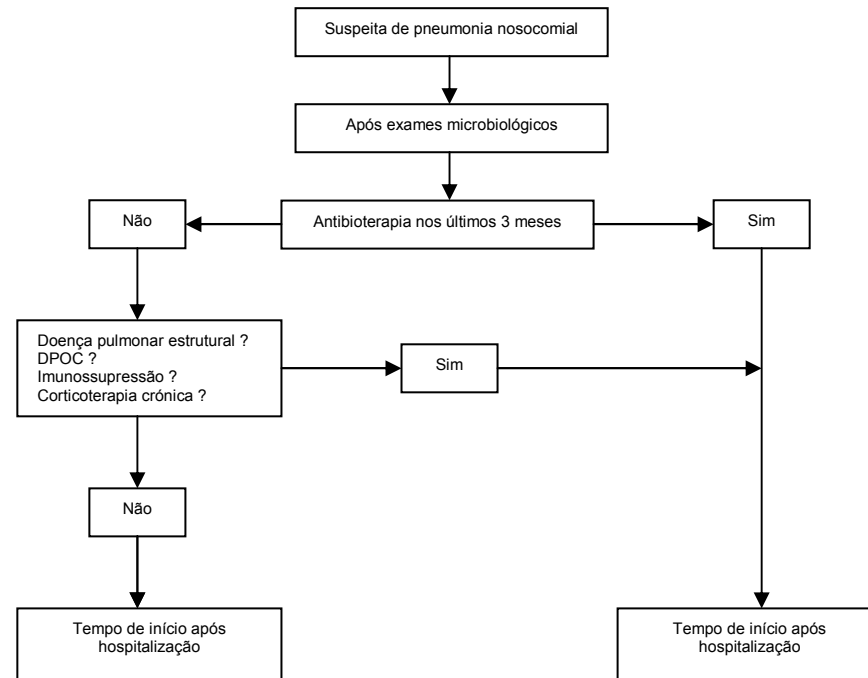 Suspeita de pneumonia nosocomial
Após exames microbiológicos
Não
Antibioterapia nos últimos 3 meses
Sim
Doença pulmonar estrutural ?
DPOC ?
Imunossupressão ?
Corticoterapia crónica ?
Sim
Não
Tempo de início após
hospitalização
Tempo de início após
hospitalização